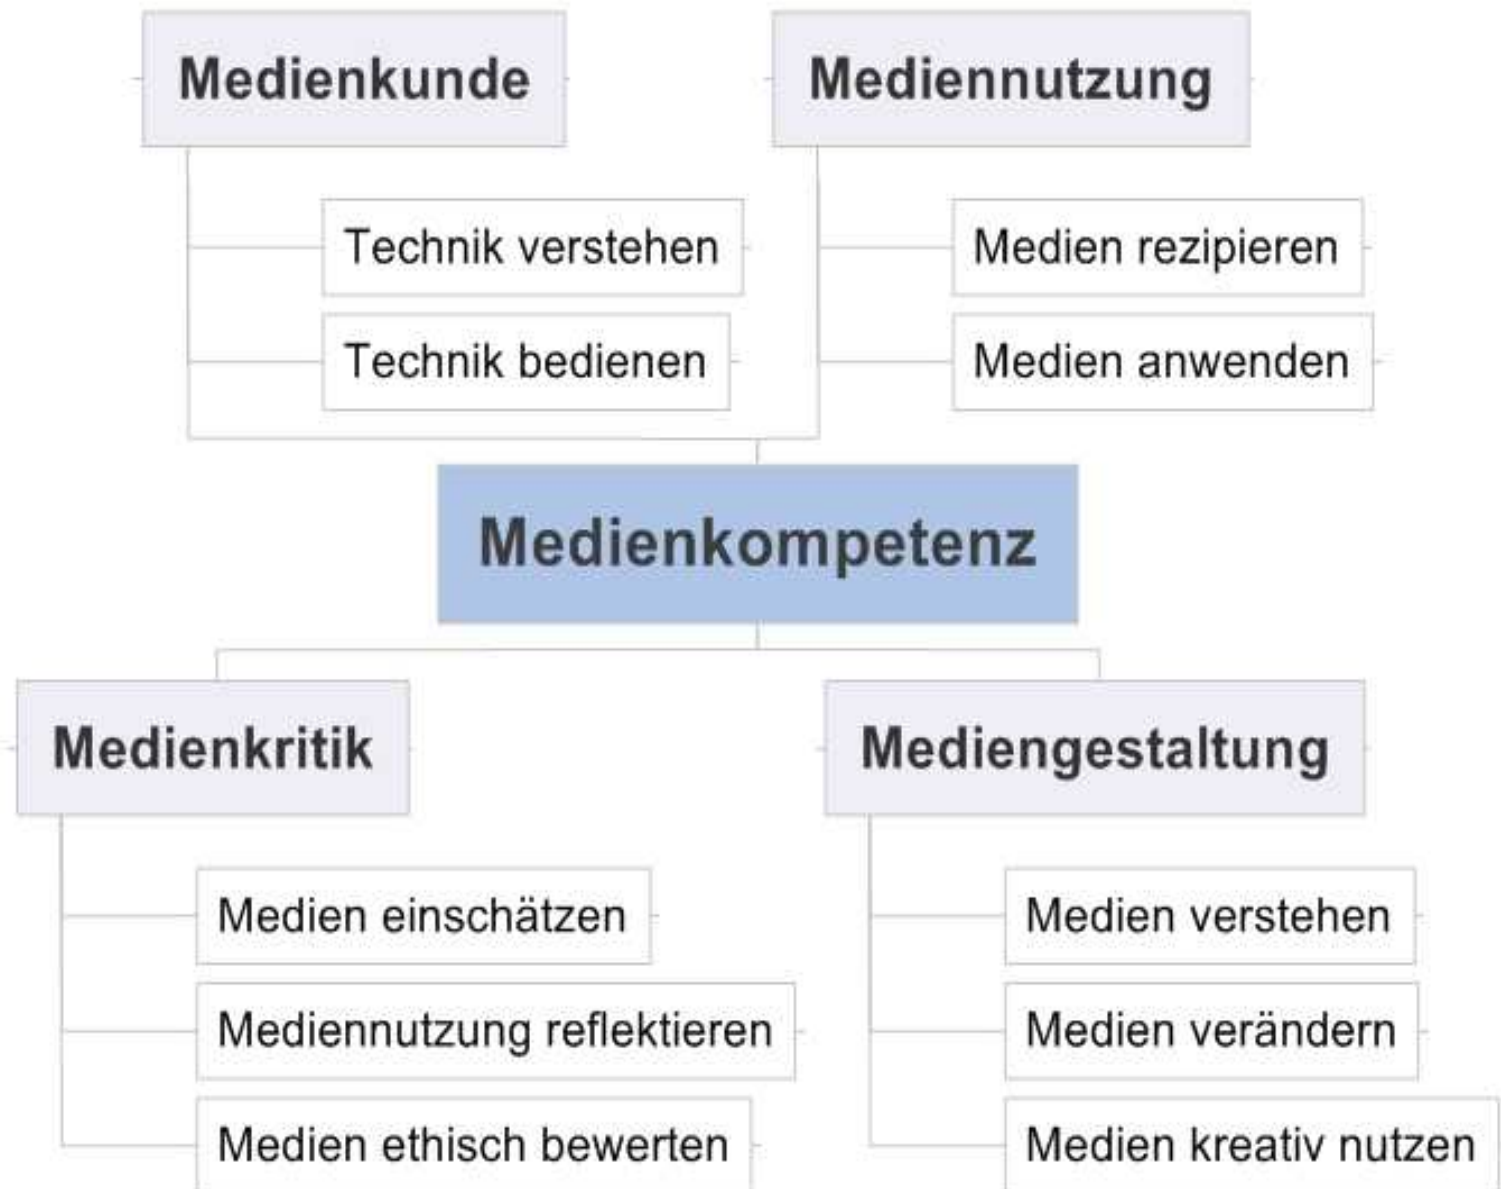 Medienkunde
Mediennutzung
Technik verstehen
Medien rezipieren
Technik bedienen
Medien anwenden
Medienkompetenz
Medienkritik
Mediengestaltung
Medien einschätzen
Medien verstehen
Mediennutzung reflektieren
Medien verändern
Medien ethisch bewerten
Medien kreativ nutzen